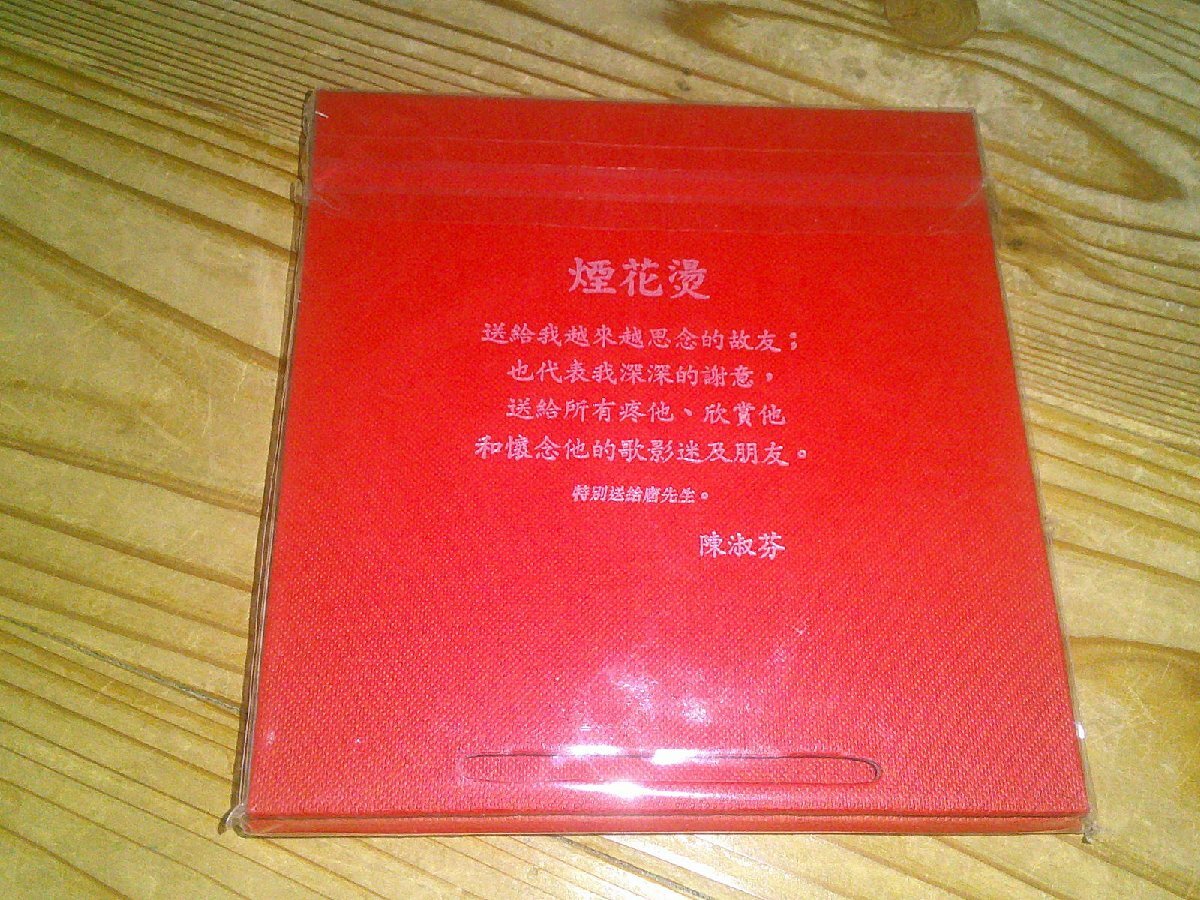 煙花燙
送給我越來越思念的故友；
也代表我深深的謝意，
送給所有疼他、欣賞他
和懷念他的歌影迷及朋友。
特別送給唐先生。
陳淑芬